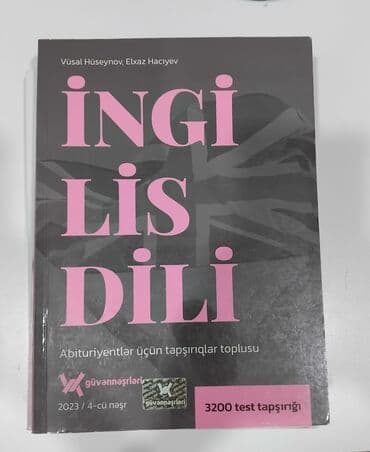 Vüsal Hüseynov, Elxaz Hacıyev
İNGİ
LİS
DİLİ
Abituriyentlər üçün tapşırıqlar toplusu
güvənnəşrləri
güvənnəşrləri
2023 / 4-cü nəşr
3200 test tapşırığı